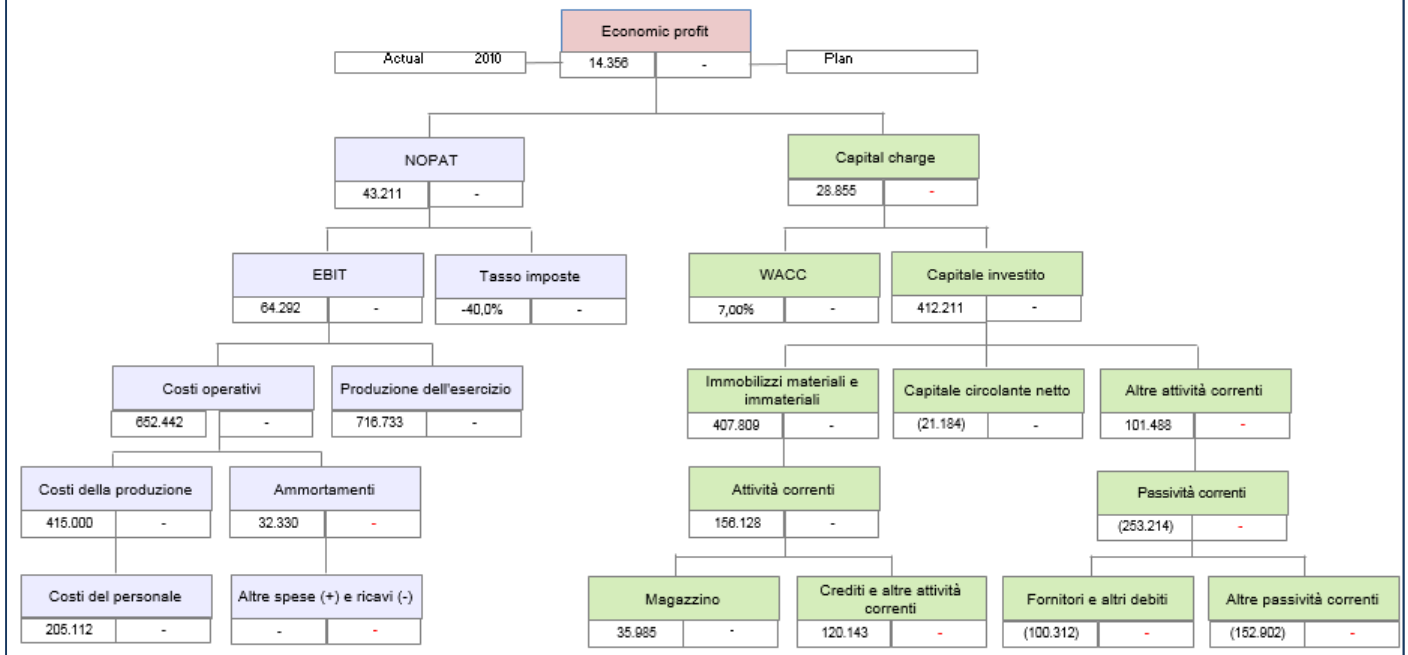 Economic profit
Actual 2010
14.356 -
Plan
NOPAT
43.211 -
Capital charge
28.855 -
EBIT
64.292 -
Tasso imposte
-40,0% -
WACC
7,00% -
Capitale investito
412.211 -
Costi operativi
652.442 -
Produzione dell'esercizio
716.733 -
Immobilizzi materiali e
immateriali
407.809 -
Capitale circolante netto
(21.184) -
Altre attività correnti
101.488 -
Costi della produzione
415.000 -
Ammortamenti
32.330 -
Attività correnti
156.128 -
Passività correnti
(253.214) -
Costi del personale
205.112 -
Altre spese (+) e ricavi (-)
- -
Magazzino
35.985 -
Crediti e altre attività
correnti
120.143 -
Fornitori e altri debiti
(100.312) -
Altre passività correnti
(152.902) -